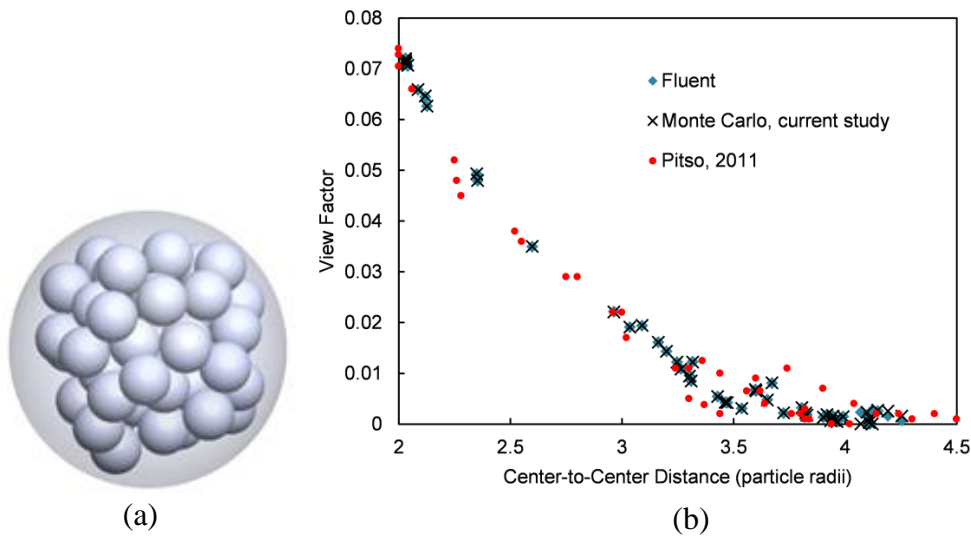 0.08
0.07
0.06
0.05
0.04
0.03
0.02
0.01
0
View Factor
Fluent
Monte Carlo, current study
Pitso, 2011
2
2.5
3
3.5
4
4.5
Center-to-Center Distance (particle radii)
(a)
(b)